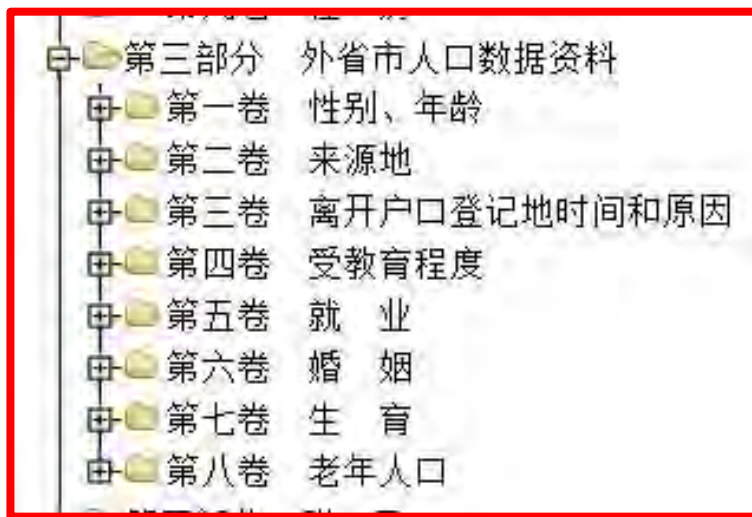 第三部分 外省市人口数据资料
第一卷 性别、年龄
第二卷 来源地
第三卷 离开户口登记地时间和原因
第四卷 受教育程度
第五卷 就 业
第六卷 婚 姻
第七卷 生 育
第八卷 老年人口